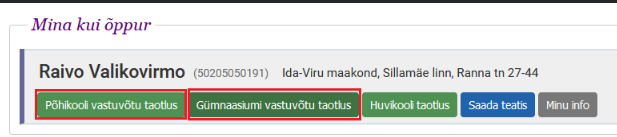 Mina kui õppur
Raivo Valikovirmo (50205050191) Ida-Viru maakond, Sillamäe linn, Ranna tn 27-44
Põhikooli vastuvõtu taotlus Gümnaasiumi vastuvõtu taotlus Huvikooli taotlus Saada teatis Minu info